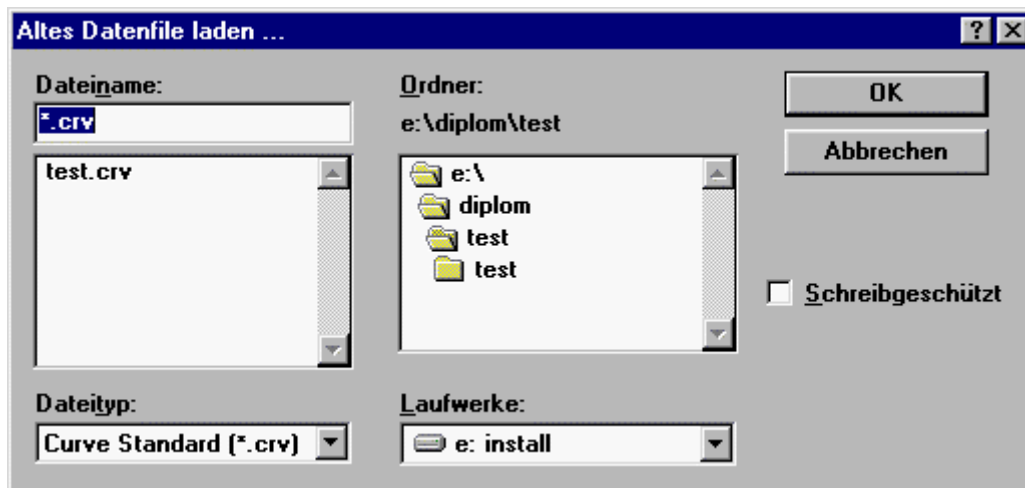 Altes Datenfile laden ...
Dateiname:
*.crv
test.crv
Dateityp:
Curve Standard (*.crv)
Ordner:
e:\diplom\test
e:\
diplom
test
test
Laufwerke:
e: install
OK
Abbrechen
Schreibgeschützt